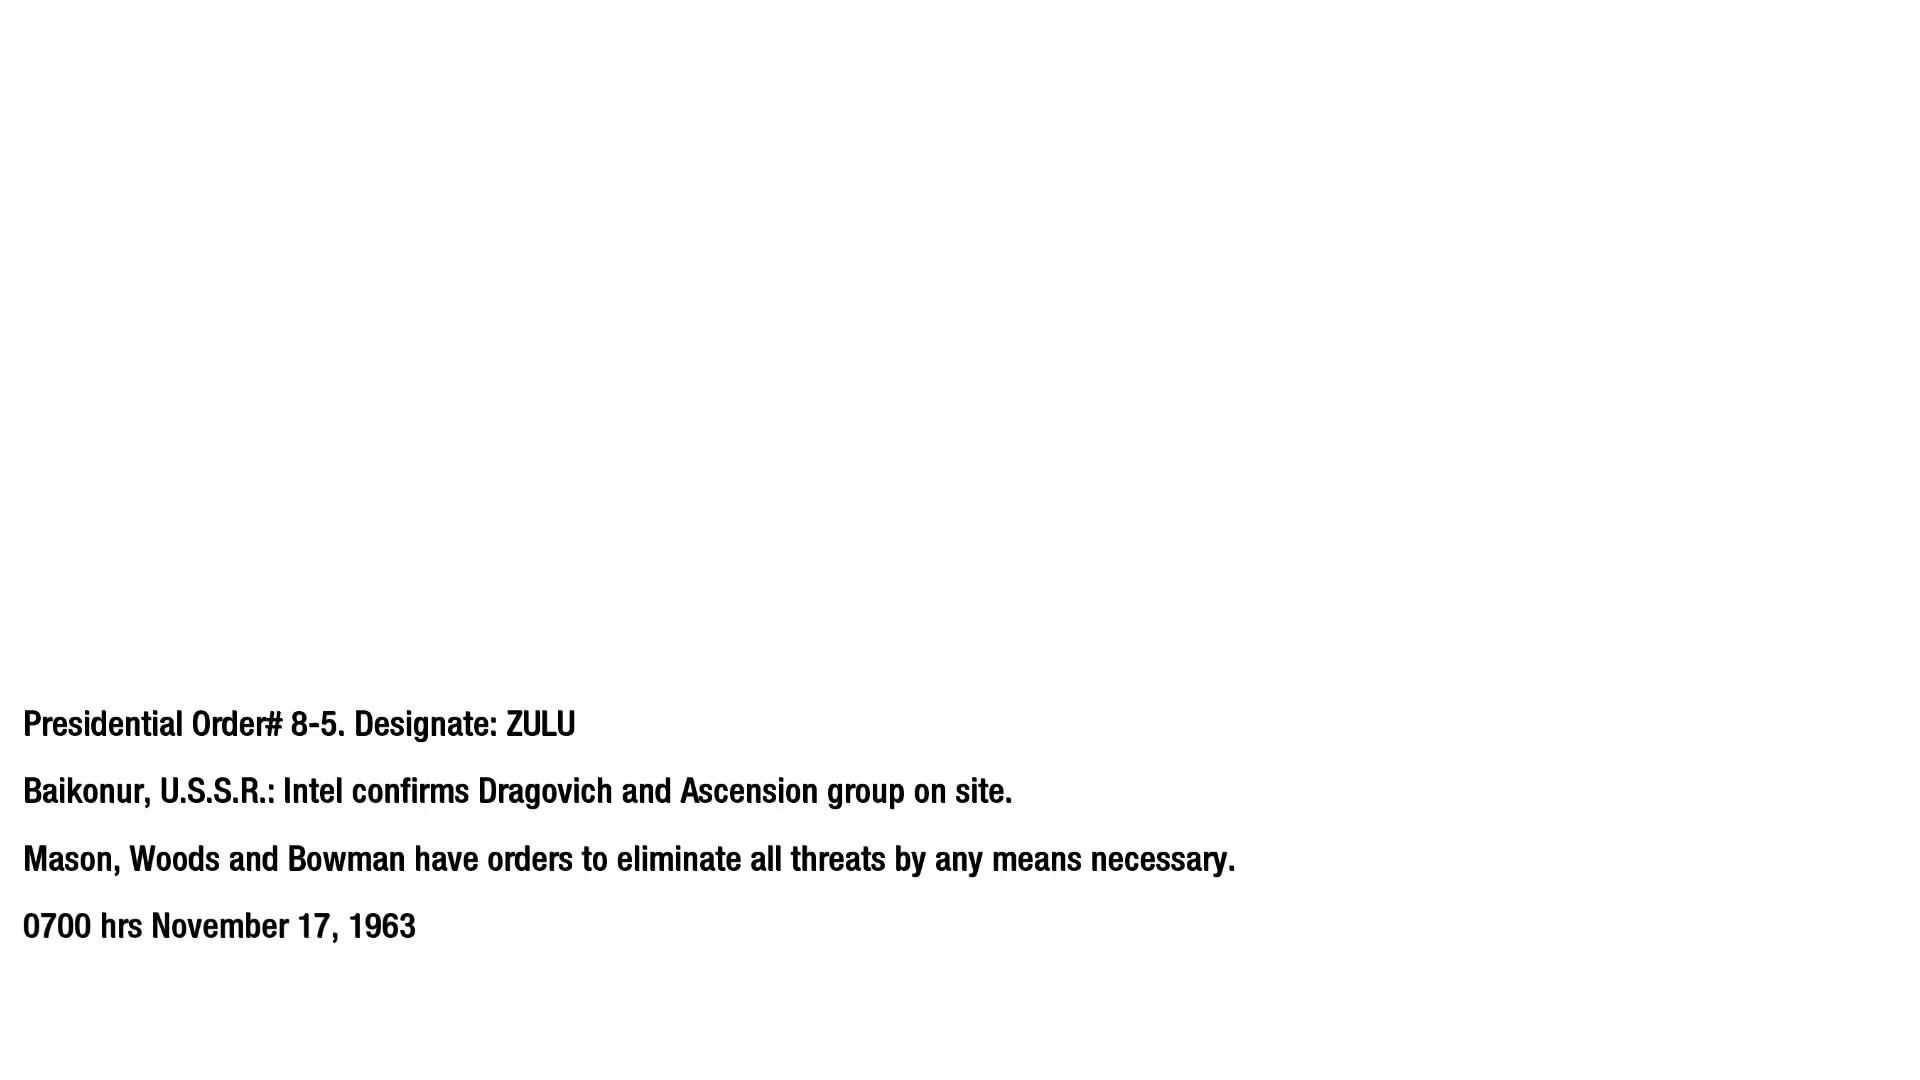 Presidential Order# 8-5. Designate: ZULU
Baikonur, U.S.S.R.: Intel confirms Dragovich and Ascension group on site.
Mason, Woods and Bowman have orders to eliminate all threats by any means necessary.
0700 hrs November 17, 1963